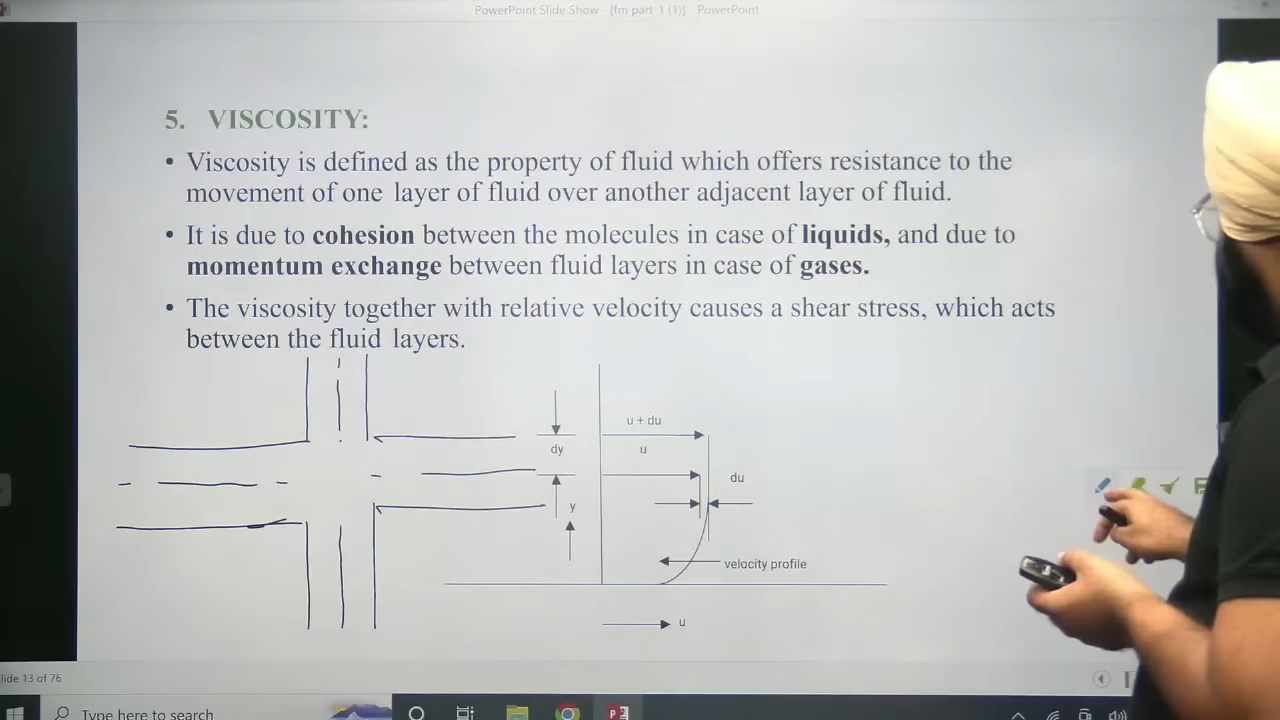 PowerPoint Slide Show - [fm part-1 (1)] - PowerPoint
5. VISCOSITY:
• Viscosity is defined as the property of fluid which offers resistance to the
movement of one layer of fluid over another adjacent layer of fluid.
• It is due to cohesion between the molecules in case of liquids, and due to
momentum exchange between fluid layers in case of gases.
• The viscosity together with relative velocity causes a shear stress, which acts
between the fluid layers.
u + du
dy
u
du
y
velocity profile
u
lide 13 of 76
Type here to search